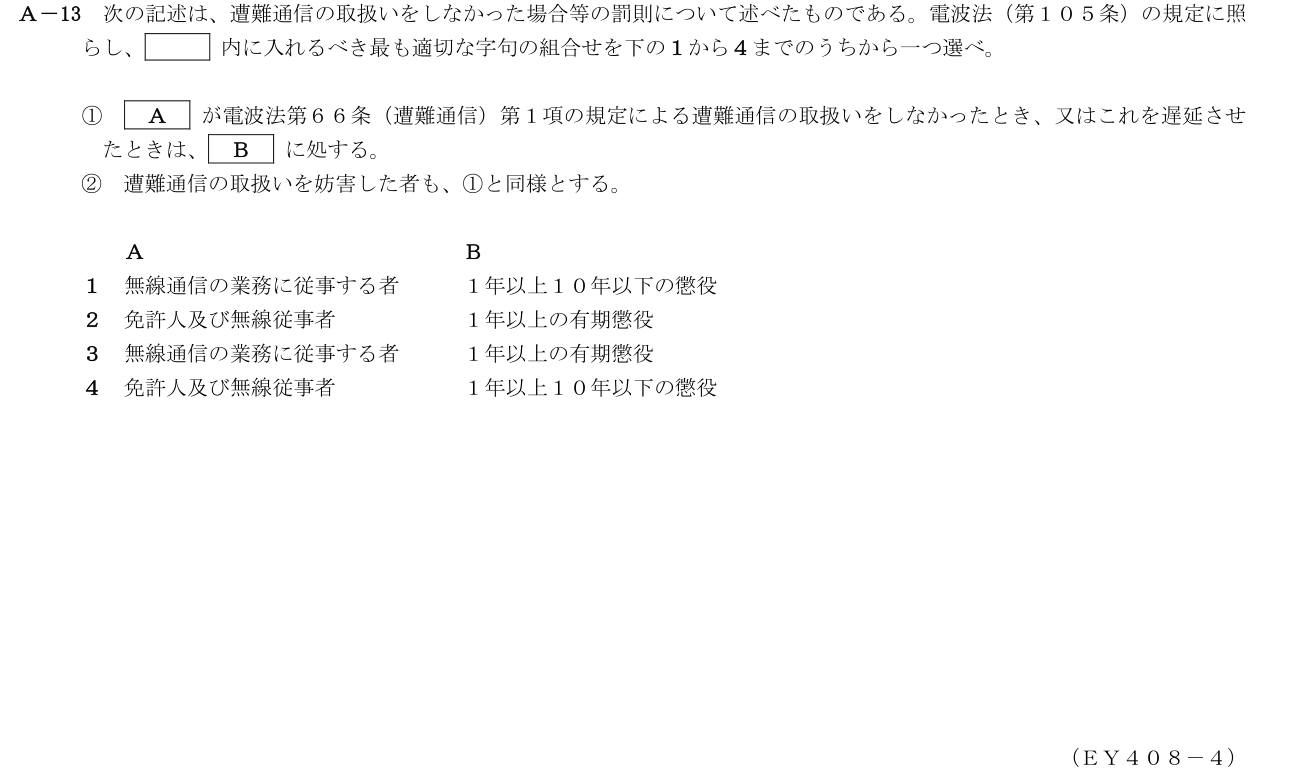 A－13　次の記述は、遭難通信の取扱いをしなかった場合等の罰則について述べたものである。電波法（第１０５条）の規定に照
らし、　　　内に入れるべき最も適切な字句の組合せを下の１から４までのうちから一つ選べ。
①　A　が電波法第６６条（遭難通信）第１項の規定による遭難通信の取扱いをしなかったとき、又はこれを遅延させ
たときは、　B　に処する。
②　遭難通信の取扱いを妨害した者も、①と同様とする。
A　B
1　無線通信の業務に従事する者　１年以上１０年以下の懲役
2　免許人及び無線従事者　１年以上の有期懲役
3　無線通信の業務に従事する者　１年以上の有期懲役
4　免許人及び無線従事者　１年以上１０年以下の懲役
（ＥＹ４０８－４）